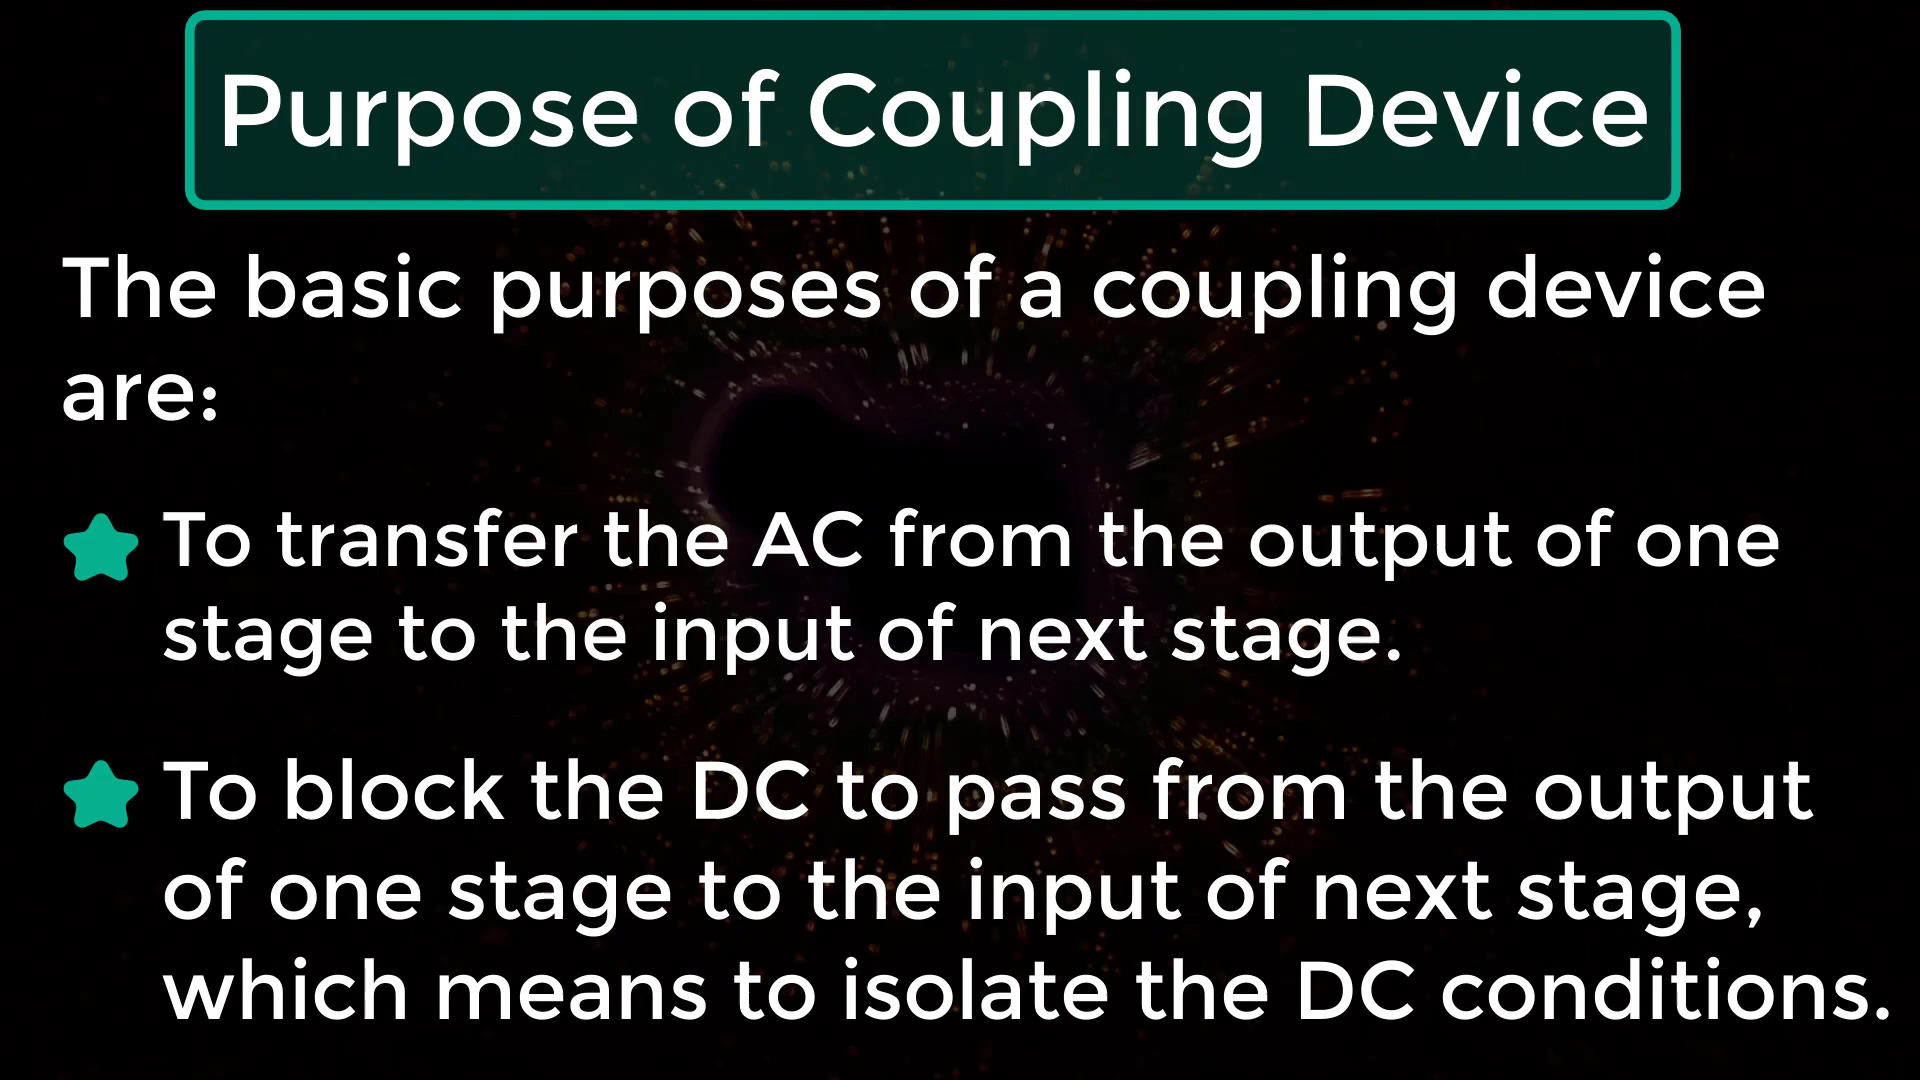 Purpose of Coupling Device
The basic purposes of a coupling device
are:
To transfer the AC from the output of one
stage to the input of next stage.
To block the DC to pass from the output
of one stage to the input of next stage,
which means to isolate the DC conditions.